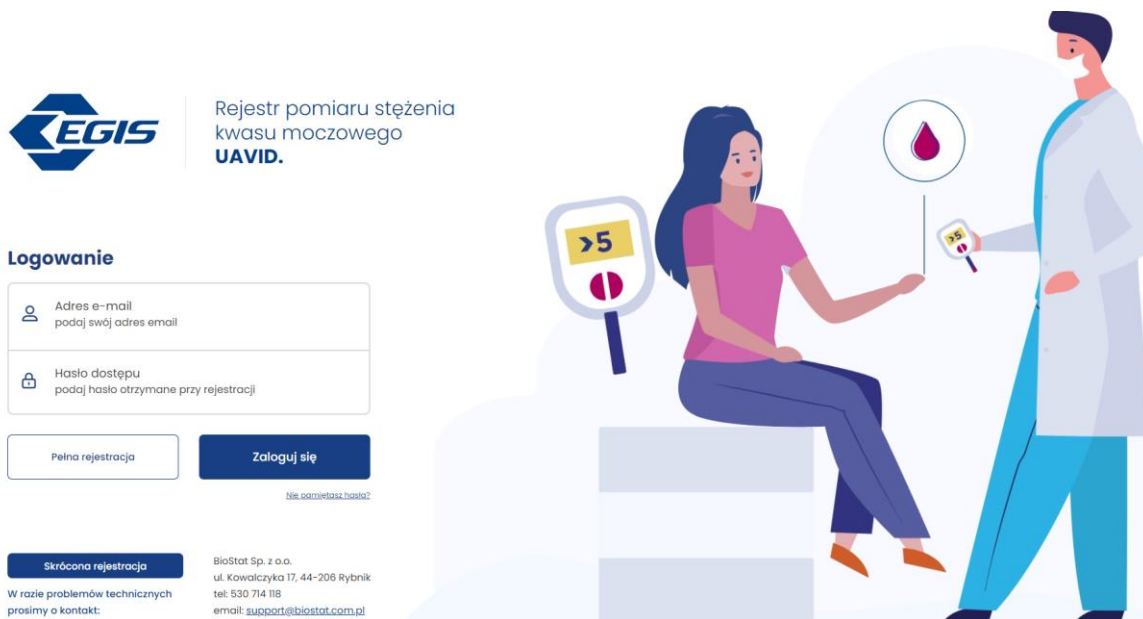 EGIS
Rejestr pomiaru stężenia
kwasu moczowego
UAVID.
Logowanie
Adres e-mail
podaj swój adres email
Hasło dostępu
podaj hasło otrzymane przy rejestracji
Pełna rejestracja
Zaloguj się
Nie pamiętasz hasła?
Skrócona rejestracja
W razie problemów technicznych
prosimy o kontakt:
BioStat Sp. z o.o.
ul. Kowalczyka 17, 44-206 Rybnik
tel: 530 714 118
email: support@biostat.com.pl
>5
>5